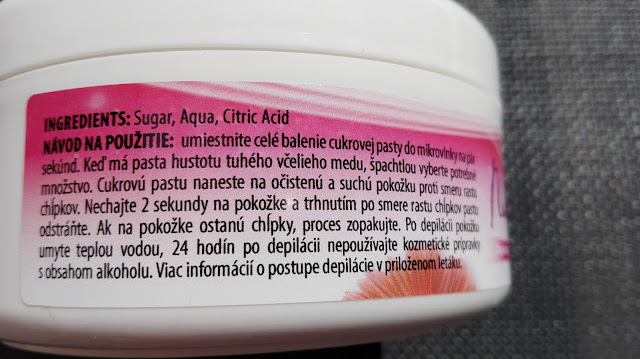 INGREDIENTS: Sugar, Aqua, Citric Acid
NÁVOD NA POUŽITIE: umiestnite celé balenie cukrovej pasty do mikrovlnky na pár
sekúnd. Keď má pasta hustotu tuhého včelieho medu, špachtlou vyberte potrebné
množstvo. Cukrovú pastu naneste na očistenú a suchú pokožku proti smeru rastu
chĺpkov. Nechajte 2 sekundy na pokožke a trhnutím po smere rastu chĺpkov pastu
odstráňte. Ak na pokožke ostanú chĺpky, proces zopakujte. Po depilácii pokožku
umyte teplou vodou, 24 hodín po depilácii nepoužívajte kozmetické prípravky
s obsahom alkoholu. Viac informácií o postupe depilácie v priloženom letáku.